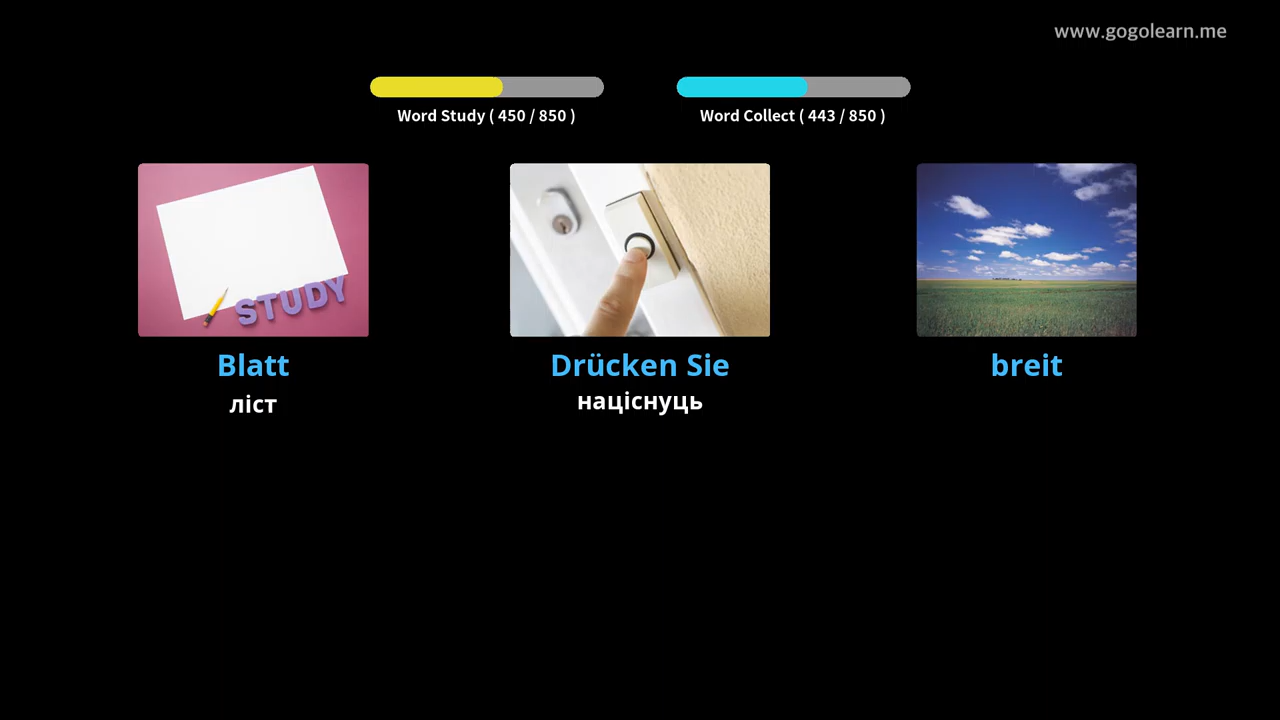 www.gogolearn.me
Word Study ( 450 / 850 )
Word Collect ( 443 / 850 )
STUDY
Blatt
Drücken Sie
breit
ліст
націснуць